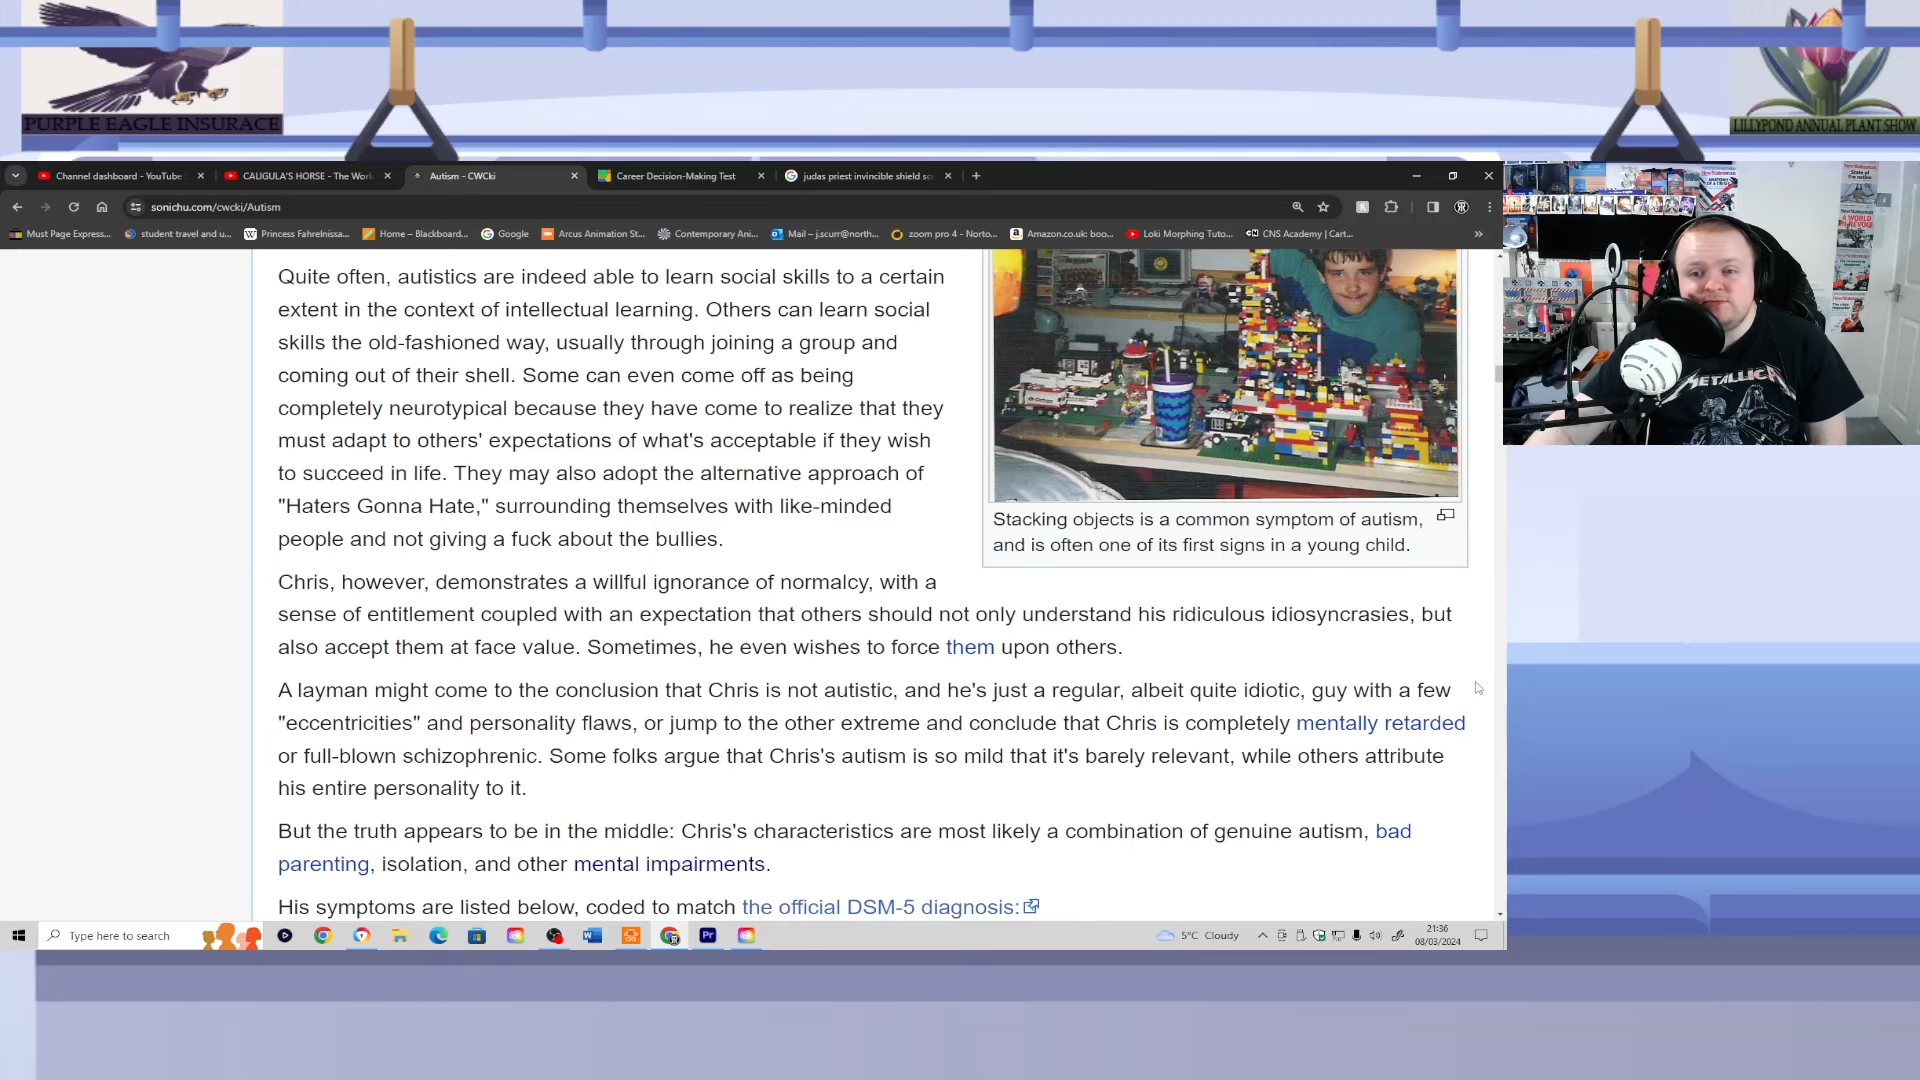 PURPLE EAGLE INSURACE
LILLYPOND ANNUAL PLANT SHOW
Channel dashboard - YouTube
CALIGULA'S HORSE - The Worl
Autism - CWCki
Career Decision-Making Test
judas priest invincible shield so
sonichu.com/cwcki/Autism
Must Page Express...
student travel and u...
Princess Fahrelnissa...
Home – Blackboard...
Google
Arcus Animation St...
Contemporary Ani...
Mail – j.scurr@north...
zoom pro 4 - Norto...
Amazon.co.uk: boo...
Loki Morphing Tuto...
CNS Academy | Cart...
Quite often, autistics are indeed able to learn social skills to a certain
extent in the context of intellectual learning. Others can learn social
skills the old-fashioned way, usually through joining a group and
coming out of their shell. Some can even come off as being
completely neurotypical because they have come to realize that they
must adapt to others' expectations of what's acceptable if they wish
to succeed in life. They may also adopt the alternative approach of
"Haters Gonna Hate," surrounding themselves with like-minded
people and not giving a fuck about the bullies.
Stacking objects is a common symptom of autism,
and is often one of its first signs in a young child.
Chris, however, demonstrates a willful ignorance of normalcy, with a
sense of entitlement coupled with an expectation that others should not only understand his ridiculous idiosyncrasies, but
also accept them at face value. Sometimes, he even wishes to force them upon others.
A layman might come to the conclusion that Chris is not autistic, and he's just a regular, albeit quite idiotic, guy with a few
"eccentricities" and personality flaws, or jump to the other extreme and conclude that Chris is completely mentally retarded
or full-blown schizophrenic. Some folks argue that Chris's autism is so mild that it's barely relevant, while others attribute
his entire personality to it.
But the truth appears to be in the middle: Chris's characteristics are most likely a combination of genuine autism, bad
parenting, isolation, and other mental impairments.
His symptoms are listed below, coded to match the official DSM-5 diagnosis:
Type here to search
5°C Cloudy
21:36
08/03/2024
METALLICA
NewStatesman
State of the nation
NewStatesman
A WORLD IN REVOLT
NewStatesman